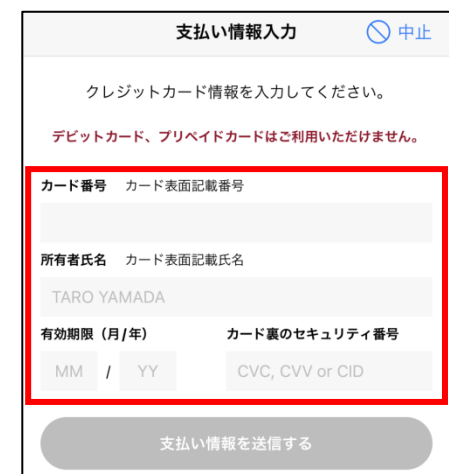 支払い情報入力 中止
クレジットカード情報を入力してください。
デビットカード、プリペイドカードはご利用いただけません。
カード番号 カード表面記載番号
所有者氏名 カード表面記載氏名
TARO YAMADA
有効期限（月/年） カード裏のセキュリティ番号
MM / YY CVC, CVV or CID
支払い情報を送信する